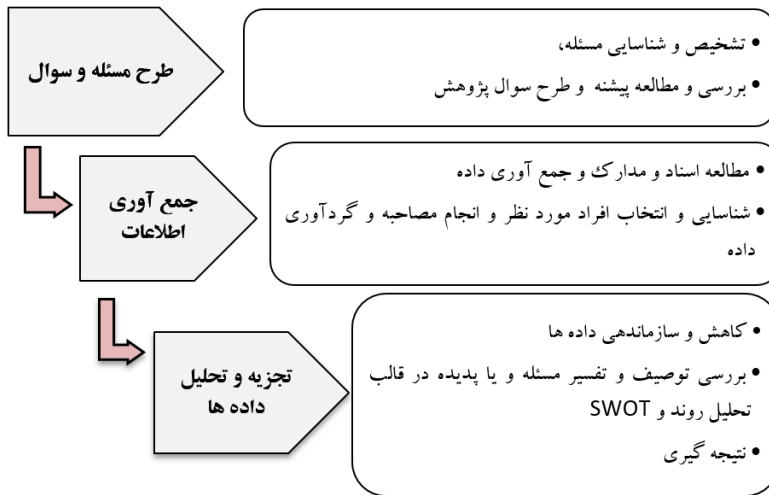 طرح مسئله و سوال
• تشخیص و شناسایی مسئله،
• بررسی و مطالعه پیشنه و طرح سوال پژوهش
جمع آوری
اطلاعات
• مطالعه اسناد و مدارک و جمع آوری داده
• شناسایی و انتخاب افراد مورد نظر و انجام مصاحبه و گردآوری
داده
تجزیه و تحلیل
داده ها
• کاهش و سازماندهی داده ها
• بررسی توصیف و تفسیر مسئله و یا پدیده در قالب
تحلیل روند و SWOT
• نتیجه گیری